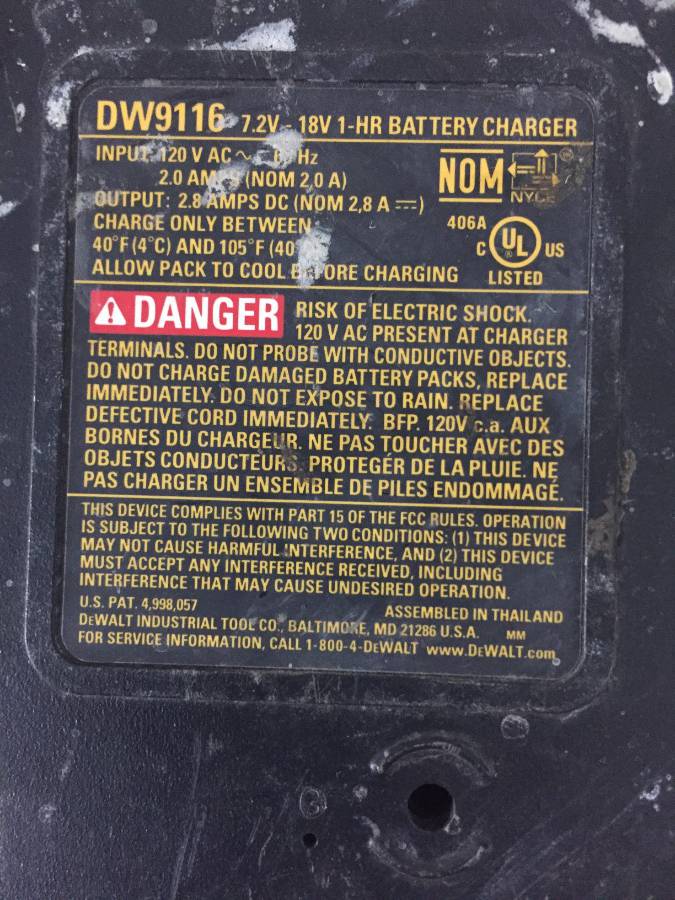 DW9116 7.2V - 18V 1-HR BATTERY CHARGER
INPUT 120 V AC ~ Hz
2.0 AMPS (NOM 2,0 A)
OUTPUT: 2.8 AMPS DC (NOM 2,8 A ⎓)
CHARGE ONLY BETWEEN
40°F (4°C) AND 105°F (40
ALLOW PACK TO COOL BEFORE CHARGING
NOM
NYCE
406A
C UL US
LISTED
DANGER RISK OF ELECTRIC SHOCK.
120 V AC PRESENT AT CHARGER
TERMINALS. DO NOT PROBE WITH CONDUCTIVE OBJECTS.
DO NOT CHARGE DAMAGED BATTERY PACKS, REPLACE
IMMEDIATELY. DO NOT EXPOSE TO RAIN. REPLACE
DEFECTIVE CORD IMMEDIATELY. BFP. 120V c.a. AUX
BORNES DU CHARGEUR. NE PAS TOUCHER AVEC DES
OBJETS CONDUCTEURS. PROTEGÉR DE LA PLUIE. NE
PAS CHARGER UN ENSEMBLE DE PILES ENDOMMAGÉ.
THIS DEVICE COMPLIES WITH PART 15 OF THE FCC RULES. OPERATION
IS SUBJECT TO THE FOLLOWING TWO CONDITIONS: (1) THIS DEVICE
MAY NOT CAUSE HARMFUL INTERFERENCE, AND (2) THIS DEVICE
MUST ACCEPT ANY INTERFERENCE RECEIVED, INCLUDING
INTERFERENCE THAT MAY CAUSE UNDESIRED OPERATION.
U.S. PAT. 4,998,057 ASSEMBLED IN THAILAND
DEWALT INDUSTRIAL TOOL CO., BALTIMORE, MD 21286 U.S.A. MM
FOR SERVICE INFORMATION, CALL 1-800-4-DEWALT www.DEWALT.com
3